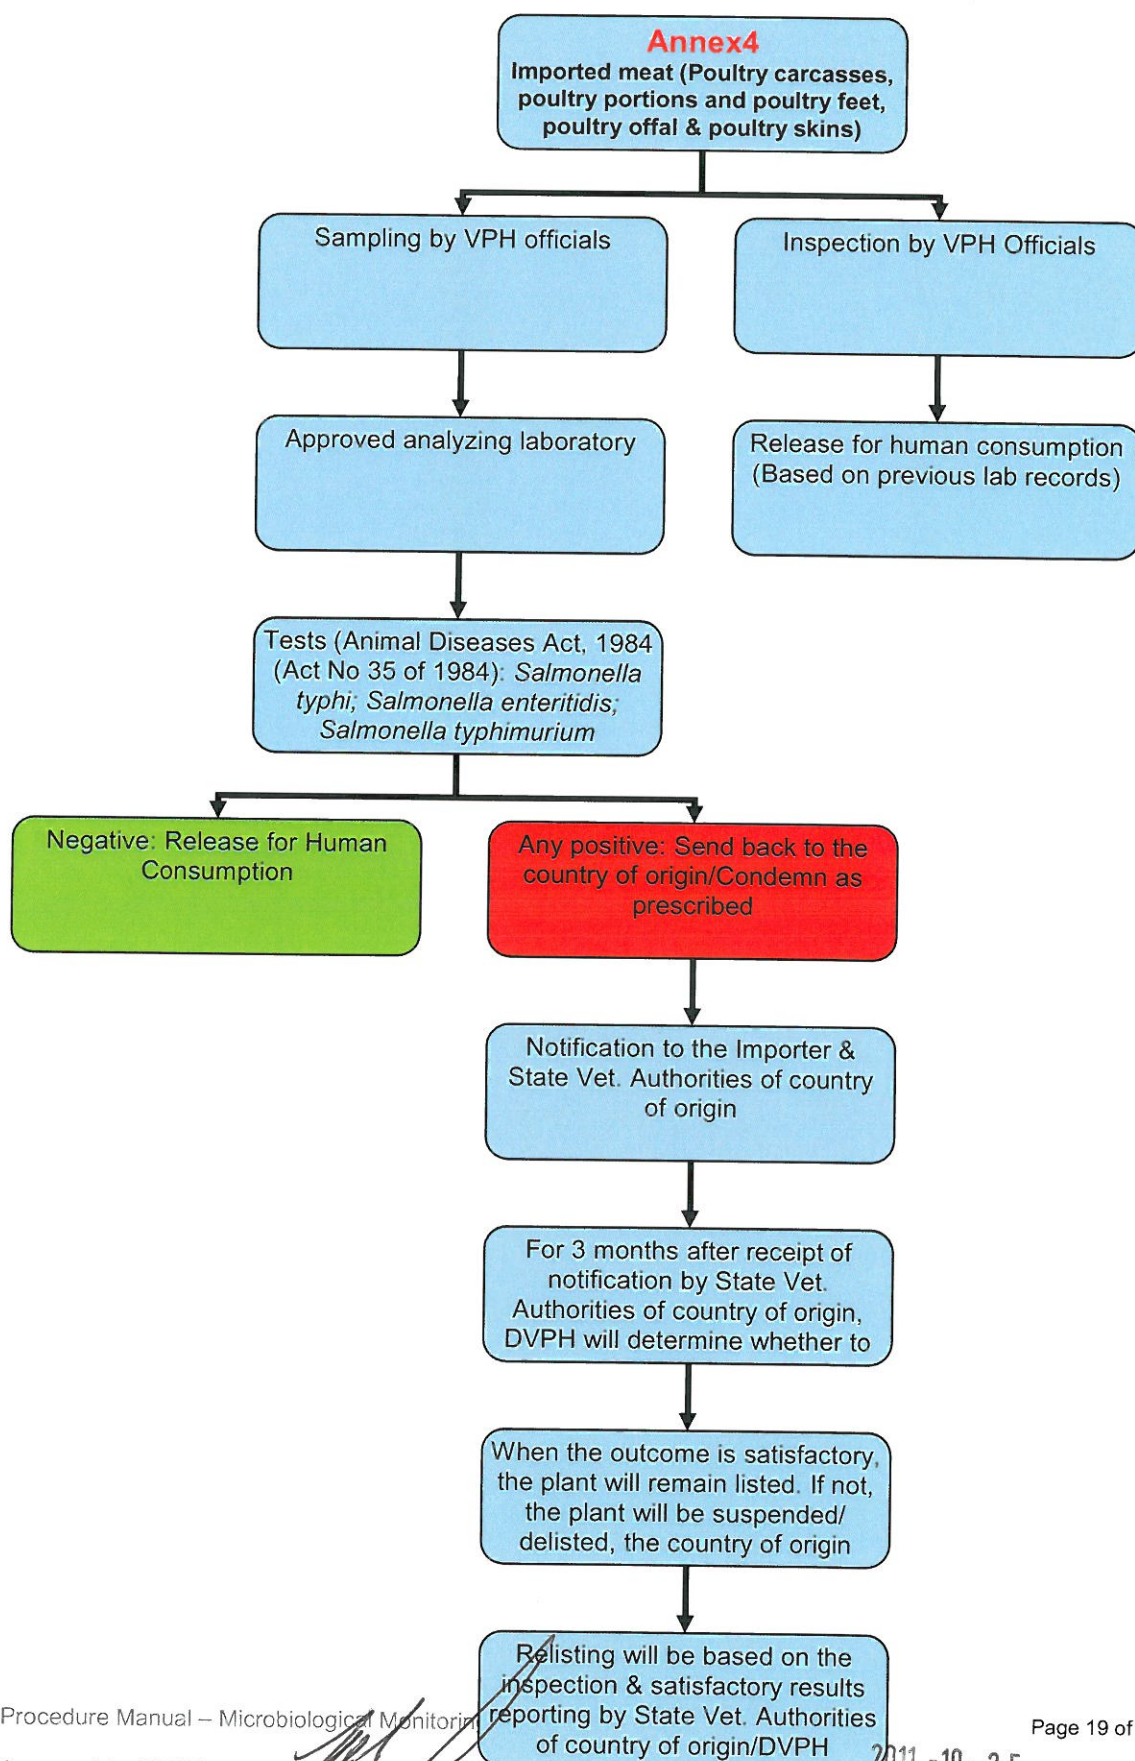 Annex4
Imported meat (Poultry carcasses,
poultry portions and poultry feet,
poultry offal & poultry skins)
Sampling by VPH officials
Inspection by VPH Officials
Approved analyzing laboratory
Release for human consumption
(Based on previous lab records)
Tests (Animal Diseases Act, 1984
(Act No 35 of 1984): Salmonella
typhi; Salmonella enteritidis;
Salmonella typhimurium
Negative: Release for Human
Consumption
Any positive: Send back to the
country of origin/Condemn as
prescribed
Notification to the Importer &
State Vet. Authorities of country
of origin
For 3 months after receipt of
notification by State Vet.
Authorities of country of origin,
DVPH will determine whether to
When the outcome is satisfactory,
the plant will remain listed. If not,
the plant will be suspended/
delisted, the country of origin
Relisting will be based on the
inspection & satisfactory results
reporting by State Vet. Authorities
of country of origin/DVPH
Procedure Manual – Microbiological Monitorin
Page 19 of
2011 -10-